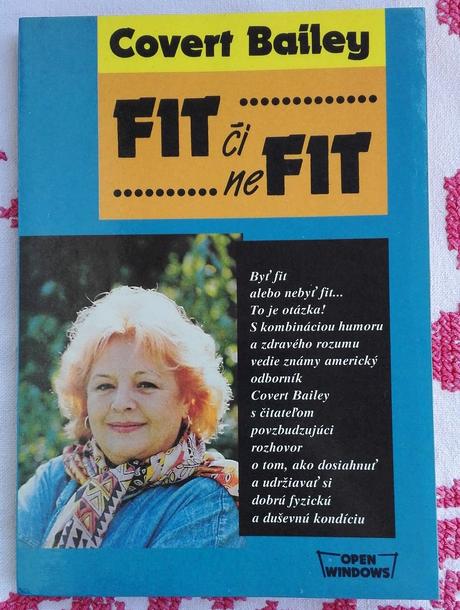 Covert Bailey
FIT ..............
či
.......... ne FIT
Byť fit
alebo nebyť fit...
To je otázka!
S kombináciou humoru
a zdravého rozumu
vedie známy americký
odborník
Covert Bailey
s čitateľom
povzbudzujúci
rozhovor
o tom, ako dosiahnuť
a udržiavať si
dobrú fyzickú
a duševnú kondíciu
OPEN
WINDOWS